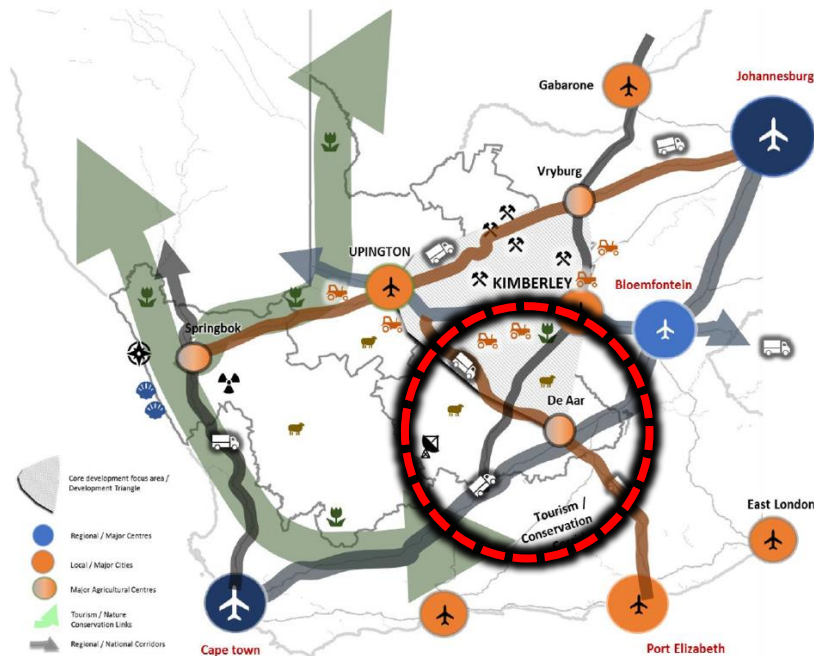 Johannesburg
Gabarone
Vryburg
UPINGTON
KIMBERLEY
Bloemfontein
Springbok
De Aar
Tourism /
Conservation
East London
Cape town
Port Elizabeth
Core development focus area /
Development Triangle
Regional / Major Centres
Local / Major Cities
Major Agricultural Centres
Tourism / Nature
Conservation Links
Regional / National Corridors